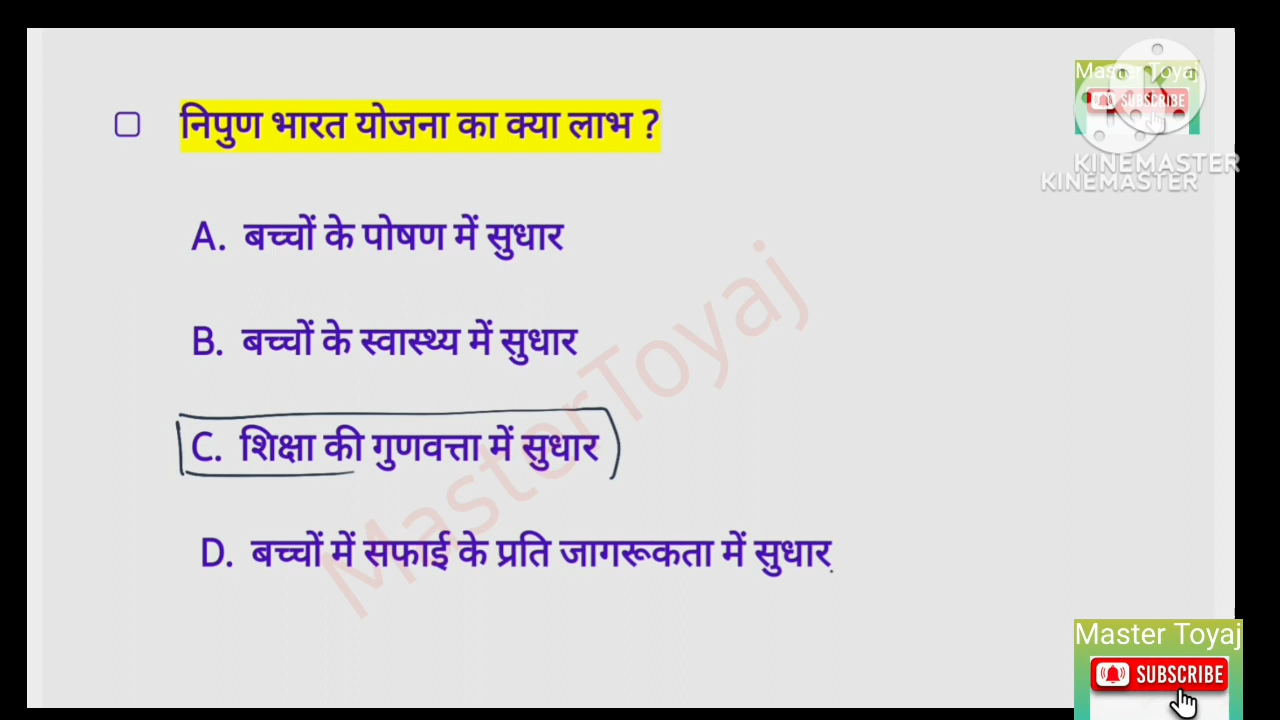 Master Toyaj
SUBSCRIBE
KINEMASTER
KINEMASTER
निपुण भारत योजना का क्या लाभ ?
A. बच्चों के पोषण में सुधार
B. बच्चों के स्वास्थ्य में सुधार
C. शिक्षा की गुणवत्ता में सुधार
D. बच्चों में सफाई के प्रति जागरूकता में सुधार
MasterToyaj
Master Toyaj
SUBSCRIBE